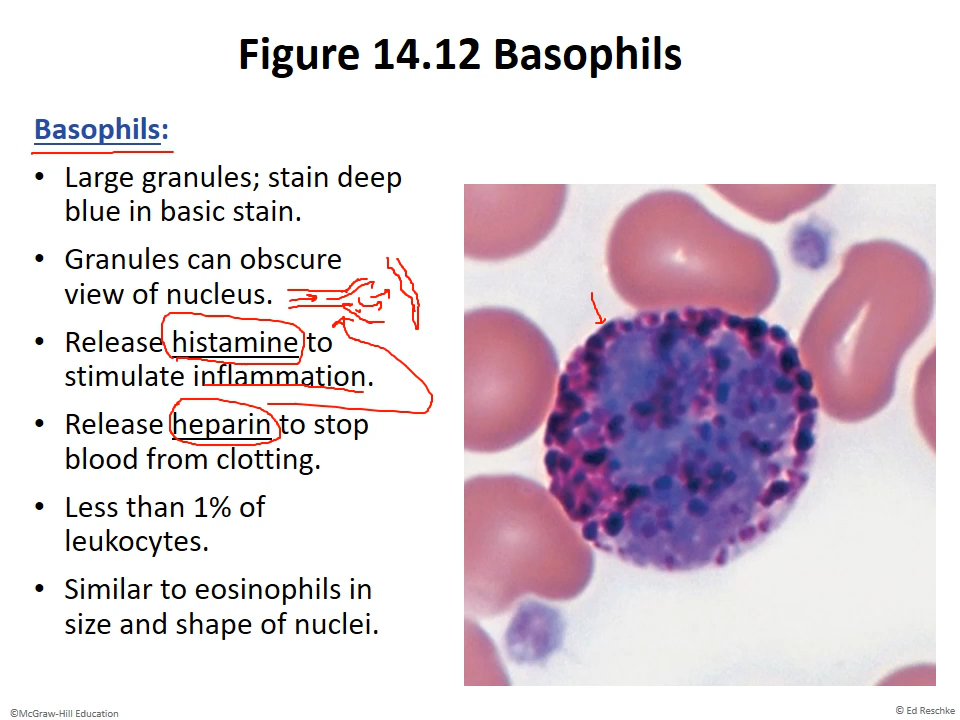 Figure 14.12 Basophils
Basophils:
• Large granules; stain deep
blue in basic stain.
• Granules can obscure
view of nucleus.
• Release histamine to
stimulate inflammation.
• Release heparin to stop
blood from clotting.
• Less than 1% of
leukocytes.
• Similar to eosinophils in
size and shape of nuclei.
©McGraw-Hill Education
© Ed Reschke